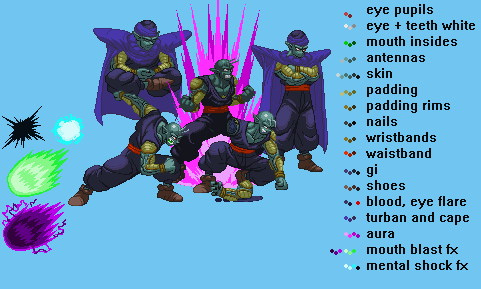 eye pupils
eye + teeth white
mouth insides
antennas
skin
padding
padding rims
nails
wristbands
waistband
gi
shoes
blood, eye flare
turban and cape
aura
mouth blast fx
mental shock fx